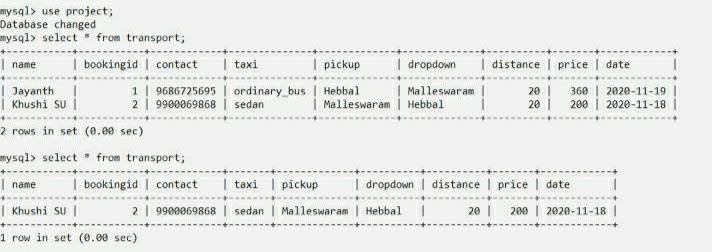 mysql> use project;
Database changed
mysql> select * from transport;
+-----------+-----------+------------+--------------+-------------+-------------+----------+-------+------------+
| name | bookingid | contact | taxi | pickup | dropdown | distance | price | date |
+-----------+-----------+------------+--------------+-------------+-------------+----------+-------+------------+
| Jayanth | 1 | 9686725695 | ordinary_bus | Hebbal | Malleswaram | 20 | 360 | 2020-11-19 |
| Khushi SU | 2 | 9900069868 | sedan | Malleswaram | Hebbal | 20 | 200 | 2020-11-18 |
+-----------+-----------+------------+--------------+-------------+-------------+----------+-------+------------+
2 rows in set (0.00 sec)
mysql> select * from transport;
+-----------+-----------+------------+-------+-------------+----------+----------+-------+------------+
| name | bookingid | contact | taxi | pickup | dropdown | distance | price | date |
+-----------+-----------+------------+-------+-------------+----------+----------+-------+------------+
| Khushi SU | 2 | 9900069868 | sedan | Malleswaram | Hebbal | 20 | 200 | 2020-11-18 |
+-----------+-----------+------------+-------+-------------+----------+----------+-------+------------+
1 row in set (0.00 sec)